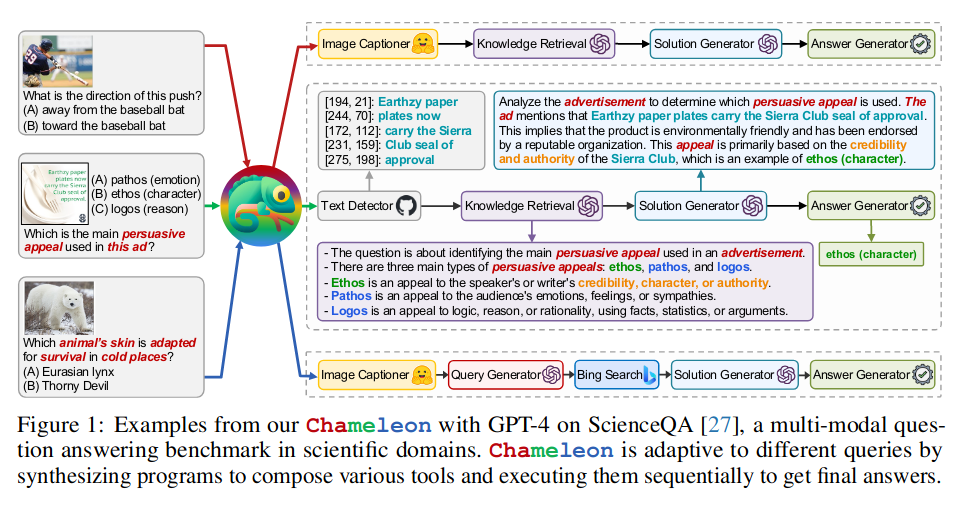 What is the direction of this push?
(A) away from the baseball bat
(B) toward the baseball bat
Earthzy paper
plates now
carry the Sierra
Club seal of
approval.
(A) pathos (emotion)
(B) ethos (character)
(C) logos (reason)
Which is the main persuasive
appeal used in this ad?
Which animal's skin is adapted
for survival in cold places?
(A) Eurasian lynx
(B) Thorny Devil
Image Captioner
Knowledge Retrieval
Solution Generator
Answer Generator
[194, 21]: Earthzy paper
[244, 70]: plates now
[172, 112]: carry the Sierra
[231, 159]: Club seal of
[275, 198]: approval
Analyze the advertisement to determine which persuasive appeal is used. The
ad mentions that Earthzy paper plates carry the Sierra Club seal of approval.
This implies that the product is environmentally friendly and has been endorsed
by a reputable organization. This appeal is primarily based on the credibility
and authority of the Sierra Club, which is an example of ethos (character).
Text Detector
Knowledge Retrieval
Solution Generator
Answer Generator
- The question is about identifying the main persuasive appeal used in an advertisement.
- There are three main types of persuasive appeals: ethos, pathos, and logos.
- Ethos is an appeal to the speaker's or writer's credibility, character, or authority.
- Pathos is an appeal to the audience's emotions, feelings, or sympathies.
- Logos is an appeal to logic, reason, or rationality, using facts, statistics, or arguments.
ethos (character)
Image Captioner
Query Generator
Bing Search
Solution Generator
Answer Generator
Figure 1: Examples from our Chameleon with GPT-4 on ScienceQA [27], a multi-modal ques-
tion answering benchmark in scientific domains. Chameleon is adaptive to different queries by
synthesizing programs to compose various tools and executing them sequentially to get final answers.